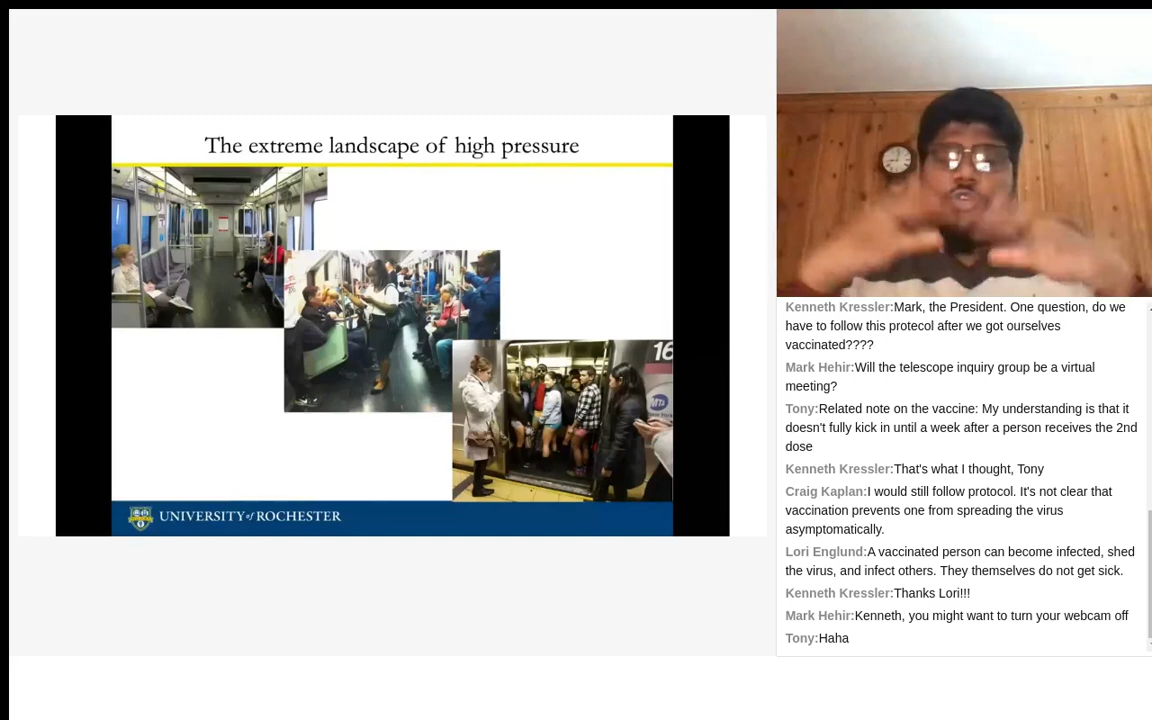 The extreme landscape of high pressure
16
MTA
UNIVERSITY of ROCHESTER
Kenneth Kressler:Mark, the President. One question, do we
have to follow this protecol after we got ourselves
vaccinated????
Mark Hehir:Will the telescope inquiry group be a virtual
meeting?
Tony:Related note on the vaccine: My understanding is that it
doesn't fully kick in until a week after a person receives the 2nd
dose
Kenneth Kressler:That's what I thought, Tony
Craig Kaplan:I would still follow protocol. It's not clear that
vaccination prevents one from spreading the virus
asymptomatically.
Lori Englund:A vaccinated person can become infected, shed
the virus, and infect others. They themselves do not get sick.
Kenneth Kressler:Thanks Lori!!!
Mark Hehir:Kenneth, you might want to turn your webcam off
Tony:Haha